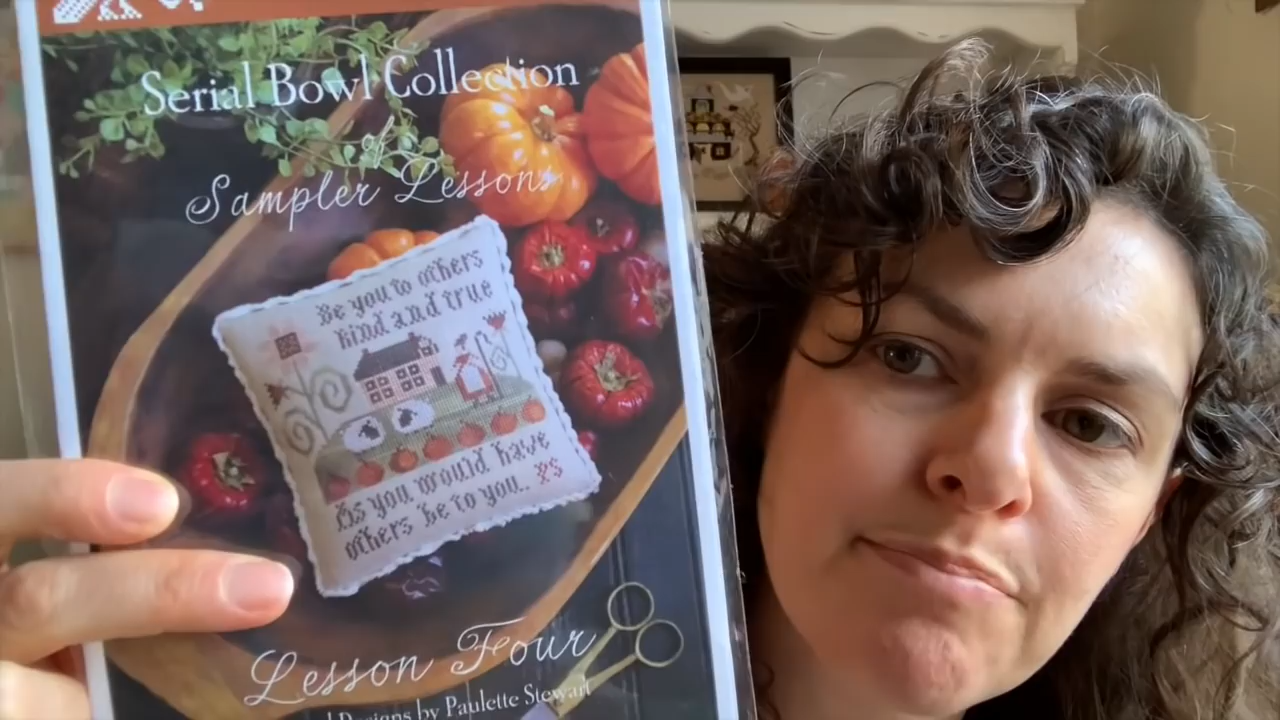 Serial Bowl Collection
Sampler Lessons
Be you to others
kind and true
As you would have
others be to you.. PS
Lesson Four
Designs by Paulette Stewart